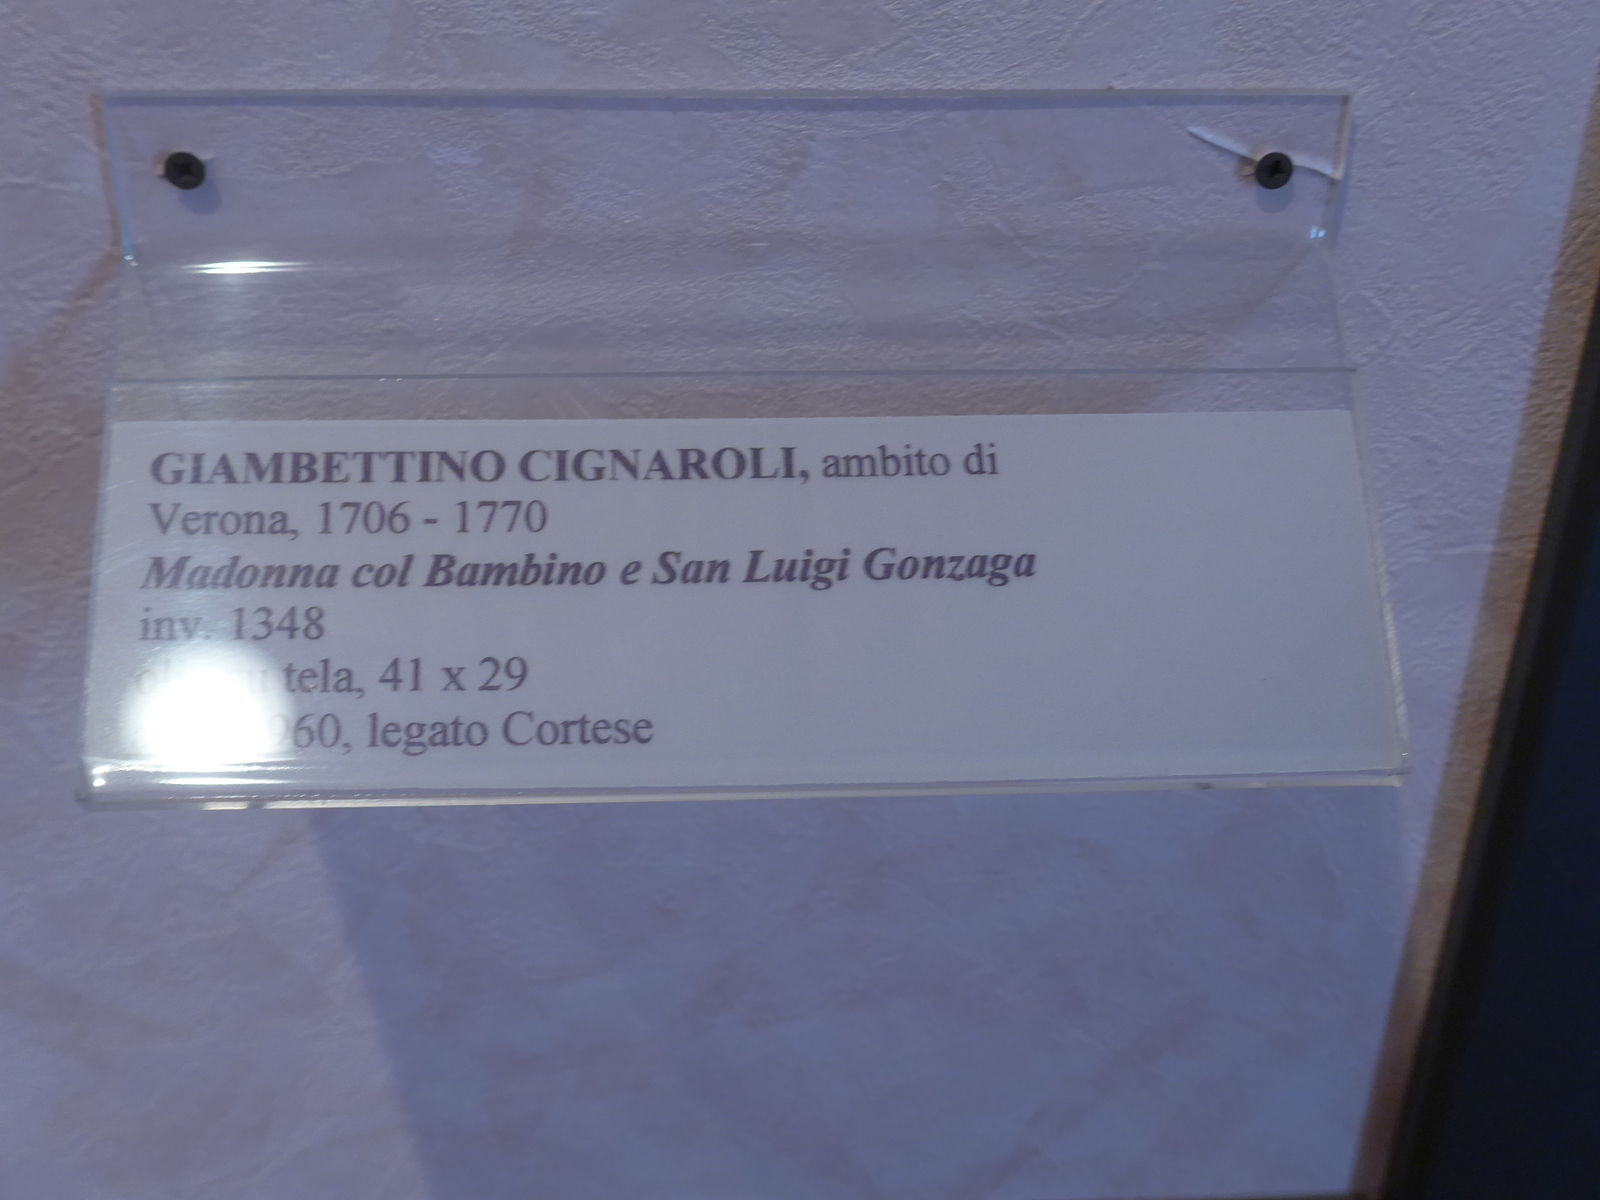 GIAMBETTINO CIGNAROLI, ambito di
Verona, 1706 - 1770
Madonna col Bambino e San Luigi Gonzaga
inv. 1348
tela, 41 x 29
legato Cortese